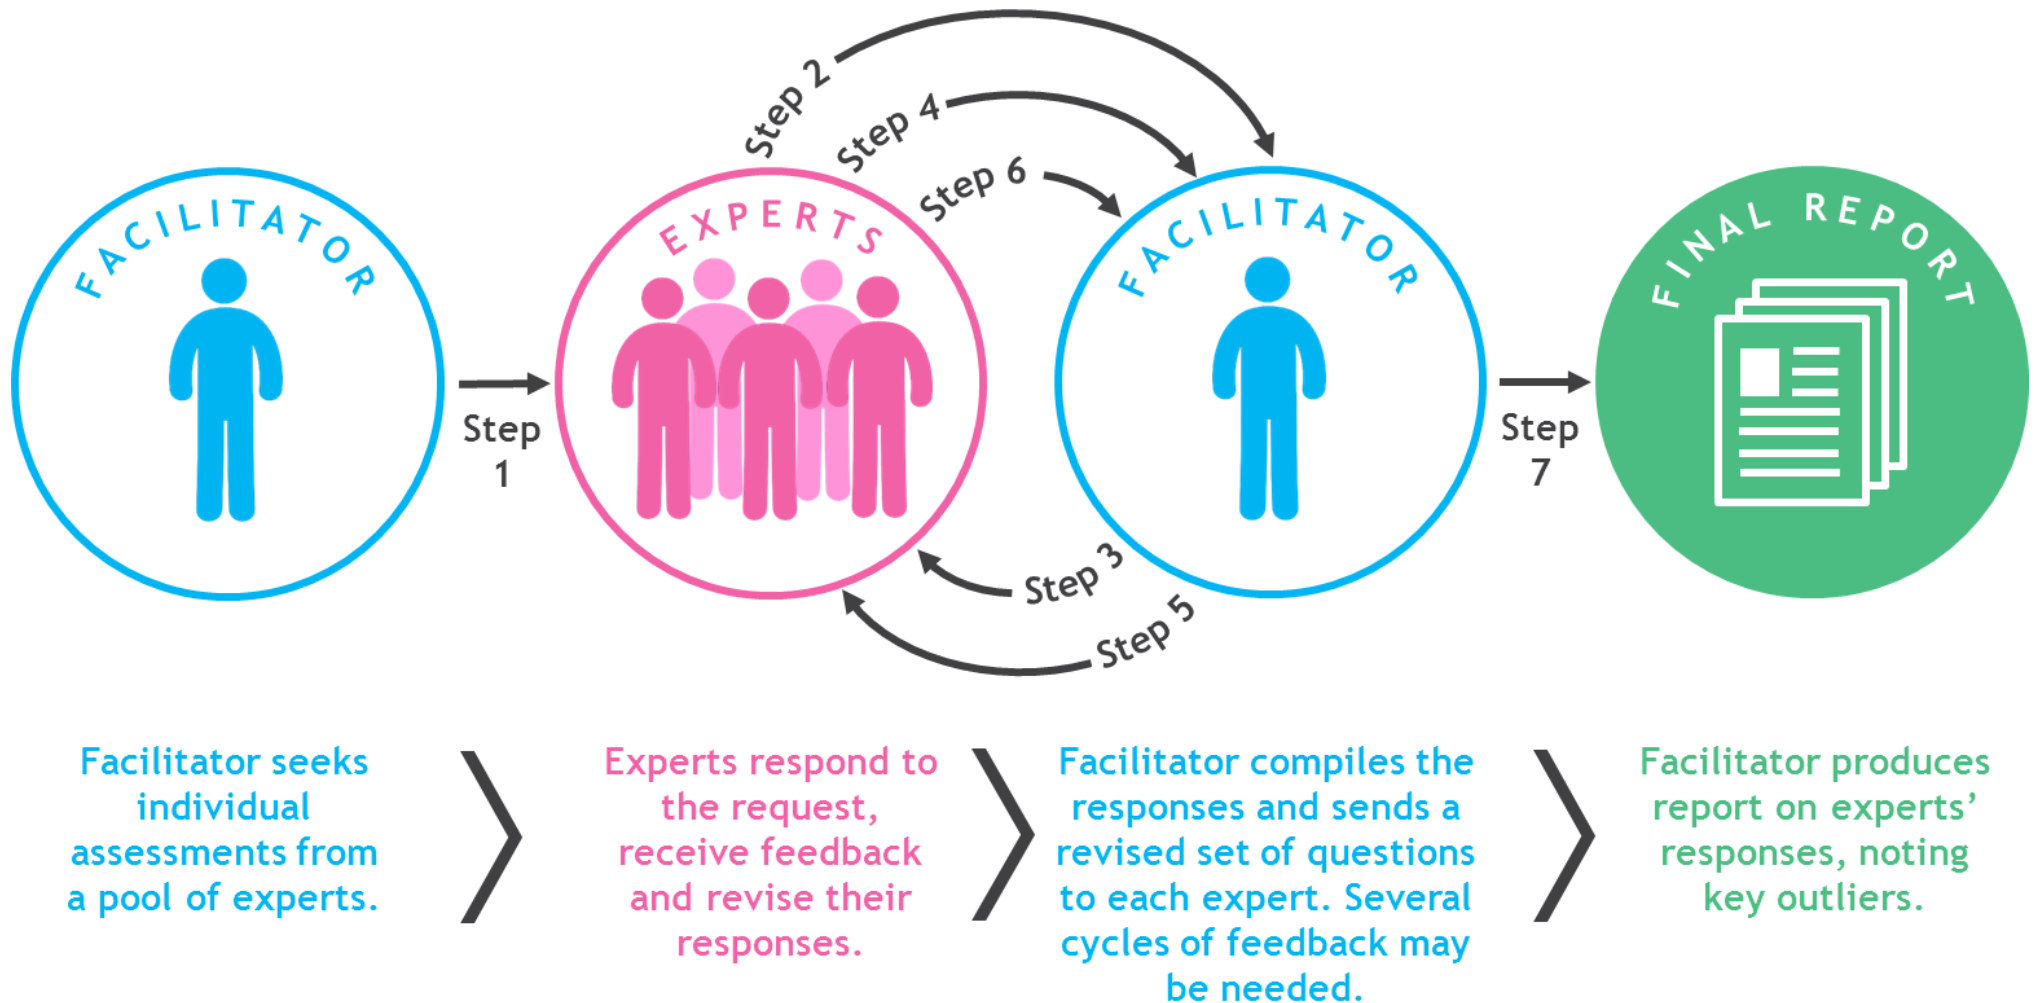 Step 2
Step 4
Step 6
FACILITATOR
EXPERTS
FACILITATOR
FINAL REPORT
Step
1
Step
7
Step 3
Step 5
Facilitator seeks
individual
assessments from
a pool of experts.
Experts respond to
the request,
receive feedback
and revise their
responses.
Facilitator compiles the
responses and sends a
revised set of questions
to each expert. Several
cycles of feedback may
be needed.
Facilitator produces
report on experts’
responses, noting
key outliers.